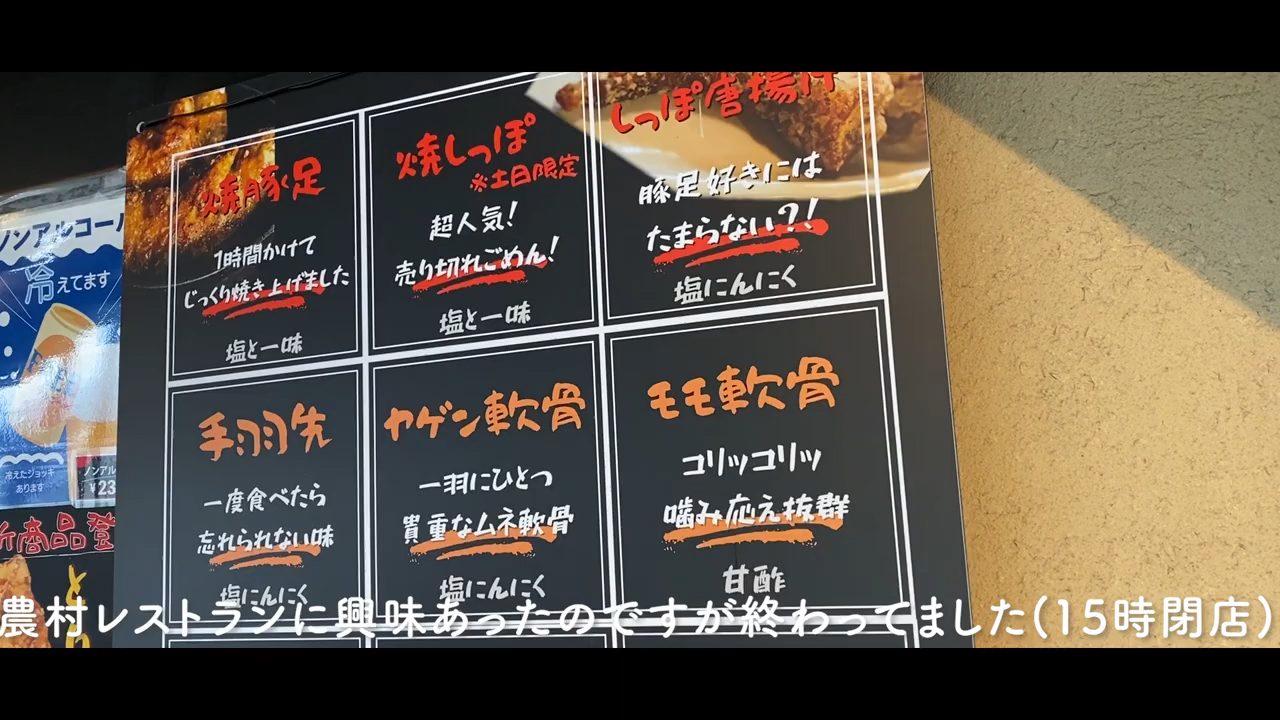 焼豚足
1時間かけて
じっくり焼き上げました
塩と一味
焼しっぽ
※土日限定
超人気!
売り切れごめん!
塩と一味
しっぽ唐揚げ
豚足好きには
たまらない?!
塩にんにく
手羽先
一度食べたら
忘れられない味
塩にんにく
ヤゲン軟骨
一羽にひとつ
貴重なムネ軟骨
塩にんにく
モモ軟骨
コリッコリッ
噛み応え抜群
甘酢
ノンアルコール
冷えてます
冷えたジョッキ
あります
ノンアル
¥23
新商品登
農村レストランに興味あったのですが終わってました(15時閉店)